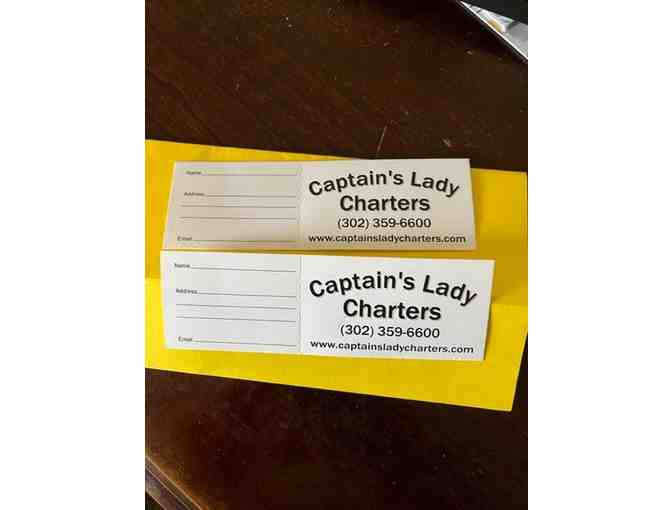 Name
Address
Email
Captain's Lady
Charters
(302) 359-6600
www.captainsladycharters.com
Name
Address
Email
Captain's Lady
Charters
(302) 359-6600
www.captainsladycharters.com